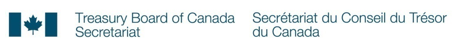 Treasury Board of Canada
Secretariat
Secrétariat du Conseil du Trésor
du Canada